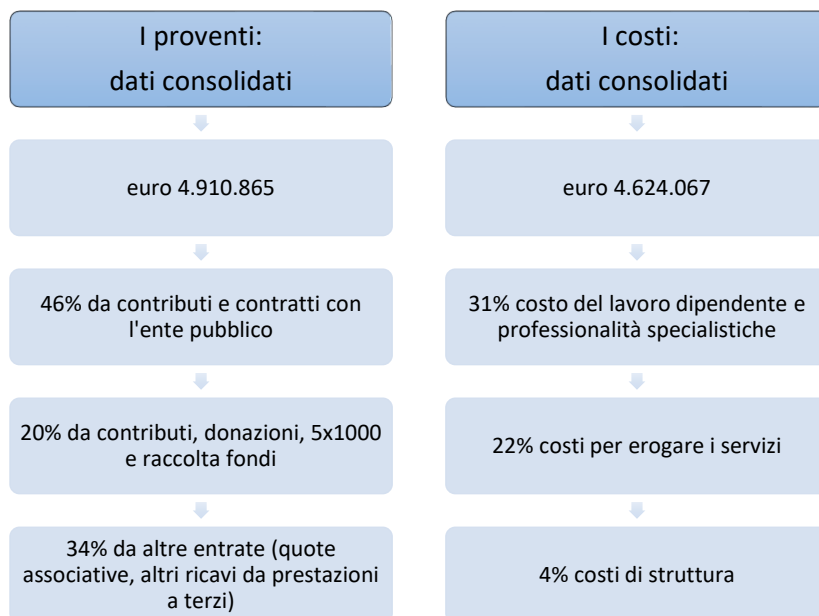 I proventi:
dati consolidati
euro 4.910.865
46% da contributi e contratti con
l'ente pubblico
20% da contributi, donazioni, 5x1000
e raccolta fondi
34% da altre entrate (quote
associative, altri ricavi da prestazioni
a terzi)
I costi:
dati consolidati
euro 4.624.067
31% costo del lavoro dipendente e
professionalità specialistiche
22% costi per erogare i servizi
4% costi di struttura